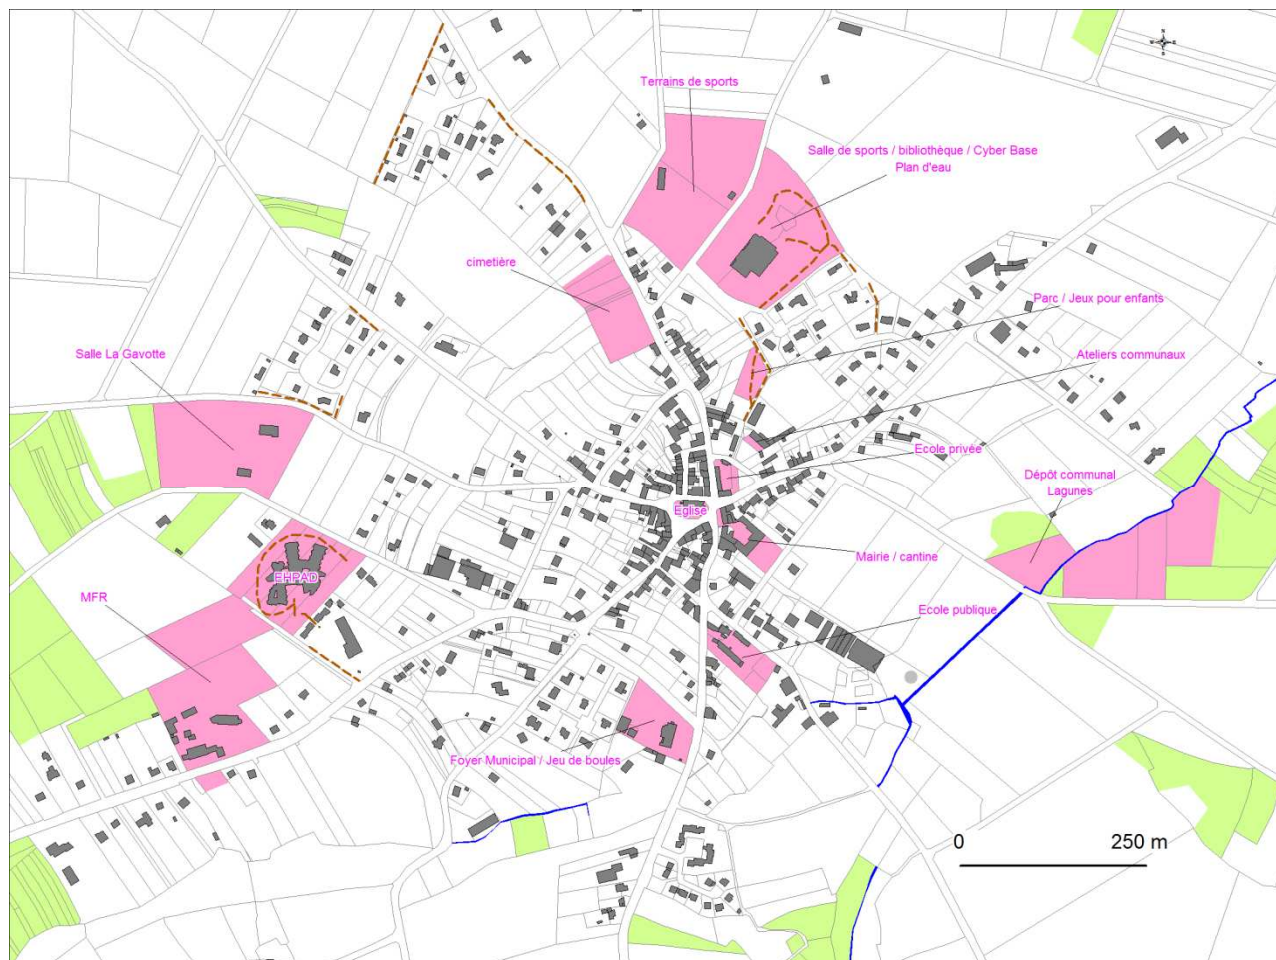 Terrains de sports
Salle de sports / bibliothèque / Cyber Base
Plan d'eau
cimetière
Parc / Jeux pour enfants
Salle La Gavotte
Ateliers communaux
Ecole privée
Dépôt communal
Lagunes
Eglise
Mairie / cantine
EHPAD
MFR
Ecole publique
Foyer Municipal / Jeu de boules
0 250 m